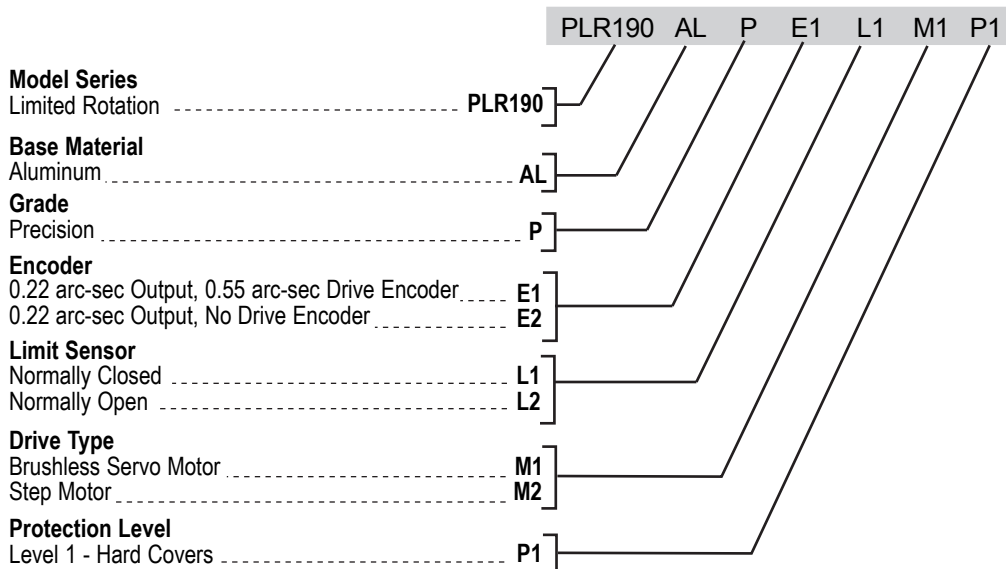 PLR190 AL P E1 L1 M1 P1
Model Series
Limited Rotation PLR190
Base Material
Aluminum AL
Grade
Precision P
Encoder
0.22 arc-sec Output, 0.55 arc-sec Drive Encoder E1
0.22 arc-sec Output, No Drive Encoder E2
Limit Sensor
Normally Closed L1
Normally Open L2
Drive Type
Brushless Servo Motor M1
Step Motor M2
Protection Level
Level 1 - Hard Covers P1